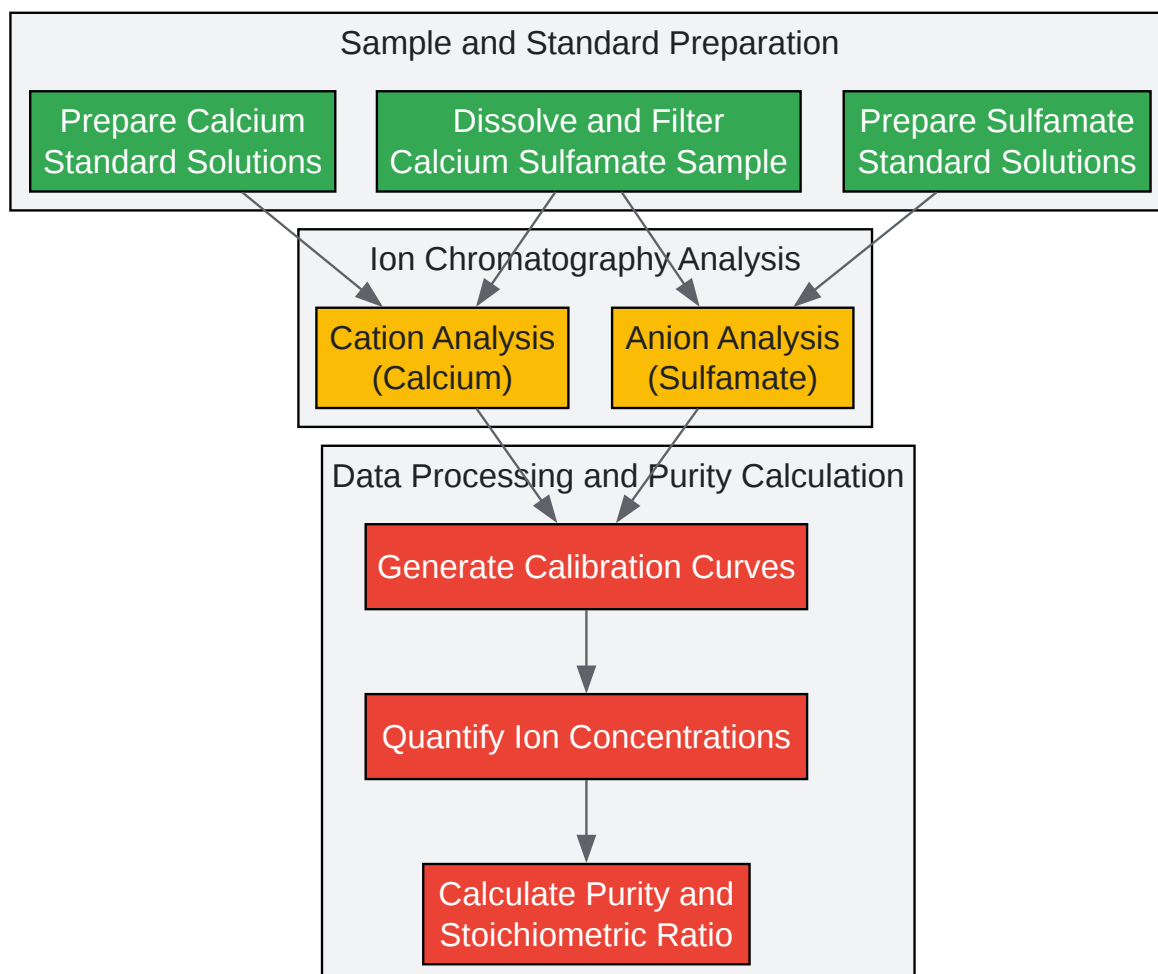 Sample and Standard Preparation
Prepare Calcium
Standard Solutions
Dissolve and Filter
Calcium Sulfamate Sample
Prepare Sulfamate
Standard Solutions
Ion Chromatography Analysis
Cation Analysis
(Calcium)
Anion Analysis
(Sulfamate)
Data Processing and Purity Calculation
Generate Calibration Curves
Quantify Ion Concentrations
Calculate Purity and
Stoichiometric Ratio